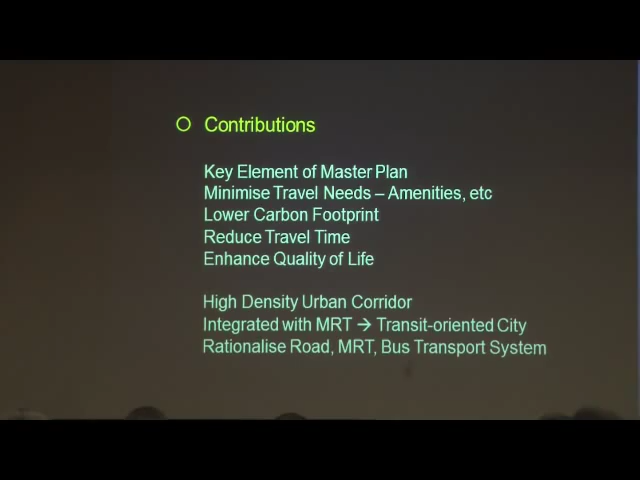 Contributions
Key Element of Master Plan
Minimise Travel Needs – Amenities, etc
Lower Carbon Footprint
Reduce Travel Time
Enhance Quality of Life
High Density Urban Corridor
Integrated with MRT → Transit-oriented City
Rationalise Road, MRT, Bus Transport System